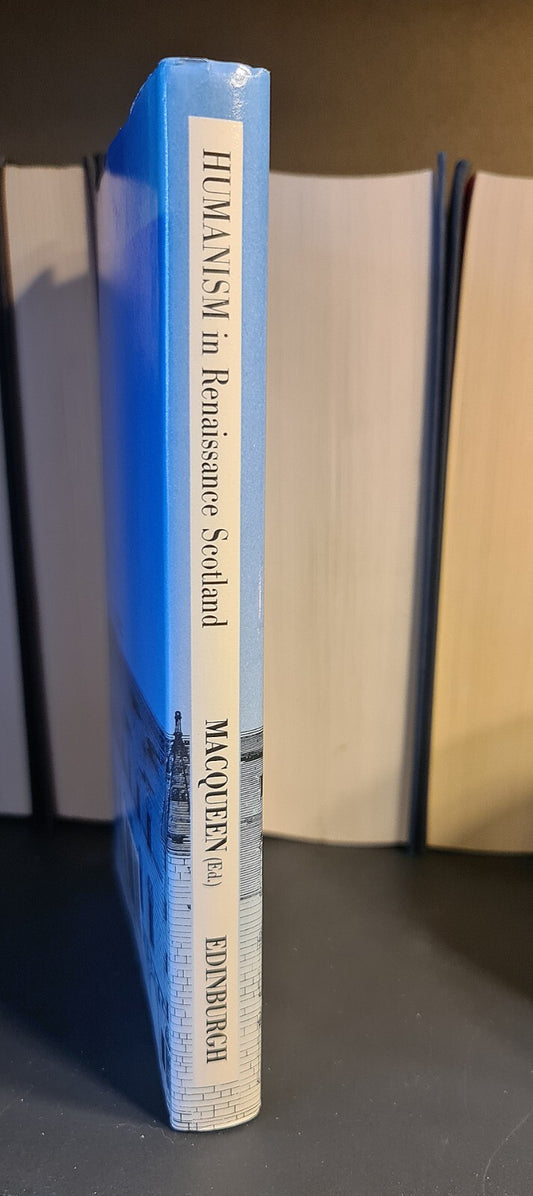 HUMANISM in Renaissance Scotland MACQUEEN (Ed.) EDINBURGH